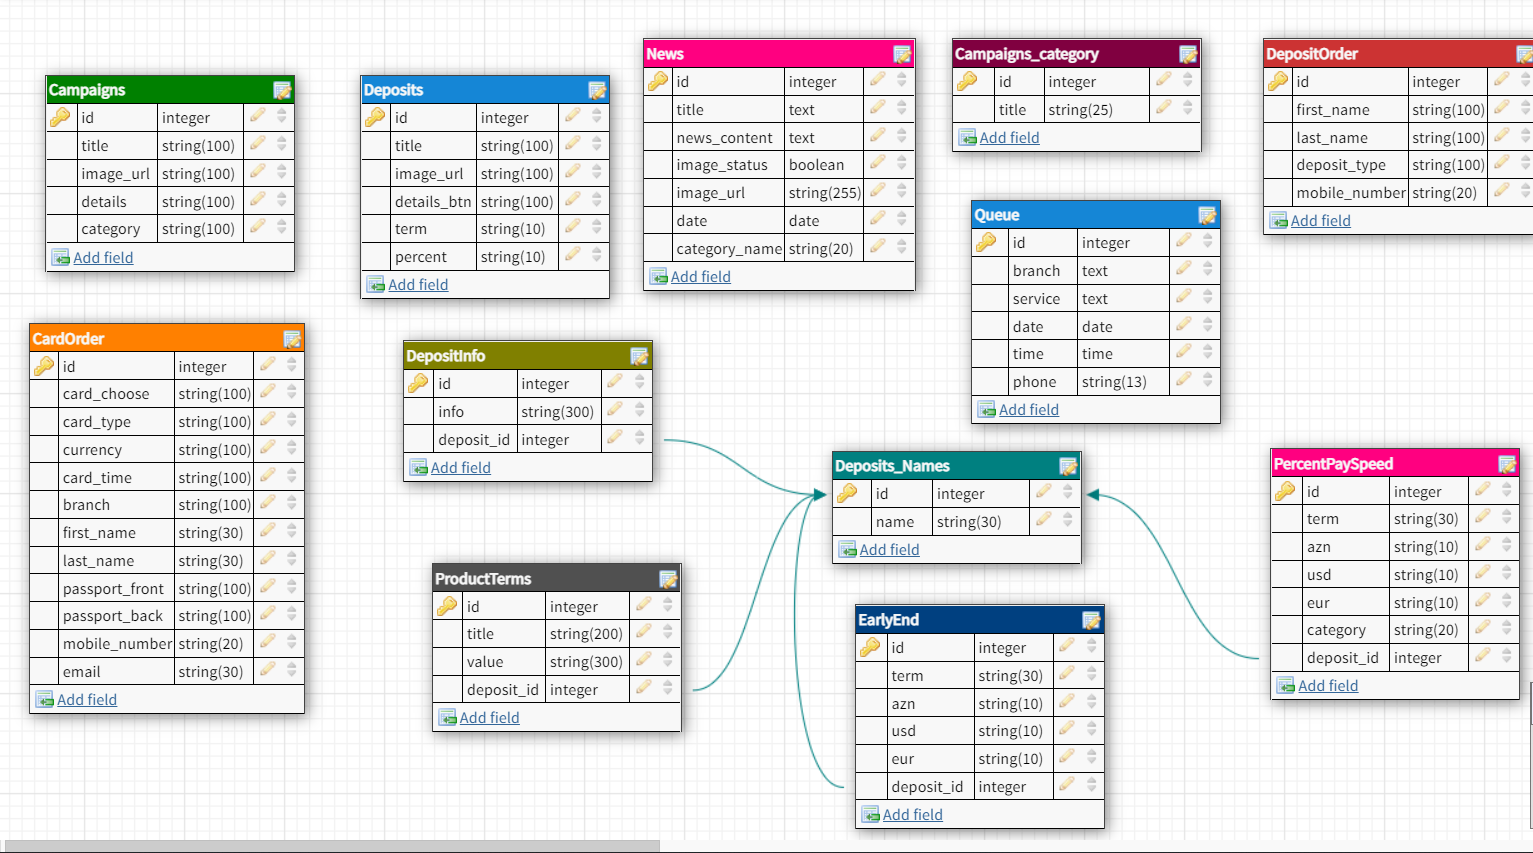 Campaigns
id integer
title string(100)
image_url string(100)
details string(100)
category string(100)
Add field
Deposits
id integer
title string(100)
image_url string(100)
details_btn string(100)
term string(10)
percent string(10)
Add field
News
id integer
title text
news_content text
image_status boolean
image_url string(255)
date date
category_name string(20)
Add field
Campaigns_category
id integer
title string(25)
Add field
DepositOrder
id integer
first_name string(100)
last_name string(100)
deposit_type string(100)
mobile_number string(20)
Add field
Queue
id integer
branch text
service text
date date
time time
phone string(13)
Add field
CardOrder
id integer
card_choose string(100)
card_type string(100)
currency string(100)
card_time string(100)
branch string(100)
first_name string(30)
last_name string(30)
passport_front string(100)
passport_back string(100)
mobile_number string(20)
email string(30)
Add field
DepositInfo
id integer
info string(300)
deposit_id integer
Add field
Deposits_Names
id integer
name string(30)
Add field
PercentPaySpeed
id integer
term string(30)
azn string(10)
usd string(10)
eur string(10)
category string(20)
deposit_id integer
Add field
ProductTerms
id integer
title string(200)
value string(300)
deposit_id integer
Add field
EarlyEnd
id integer
term string(30)
azn string(10)
usd string(10)
eur string(10)
deposit_id integer
Add field